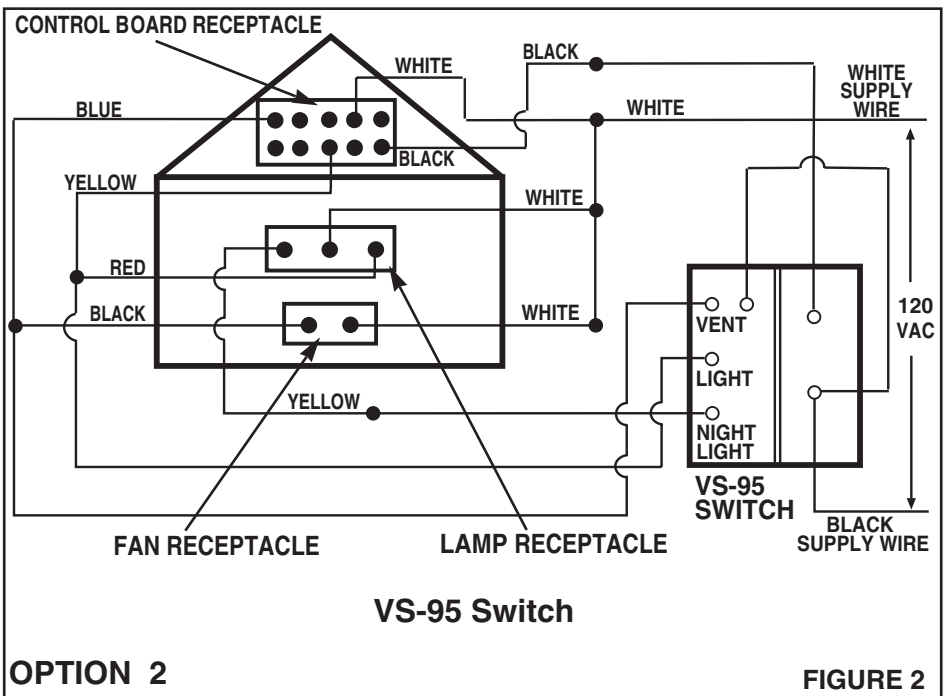 CONTROL BOARD RECEPTACLE
BLACK
WHITE
WHITE
SUPPLY
WIRE
BLUE
WHITE
BLACK
YELLOW
WHITE
RED
BLACK
WHITE
120
VAC
VENT
LIGHT
YELLOW
NIGHT
LIGHT
VS-95
SWITCH
BLACK
SUPPLY WIRE
FAN RECEPTACLE
LAMP RECEPTACLE
VS-95 Switch
OPTION 2
FIGURE 2